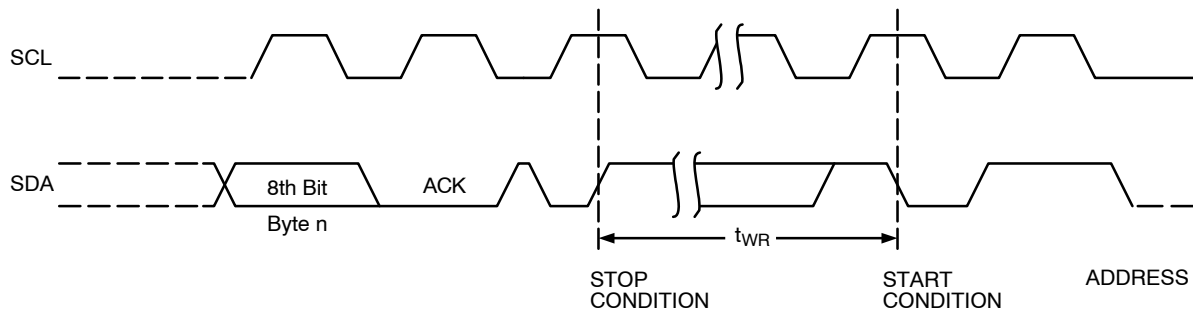 SCL
SDA
8th Bit
Byte n
ACK
tWR
STOP
CONDITION
START
CONDITION
ADDRESS